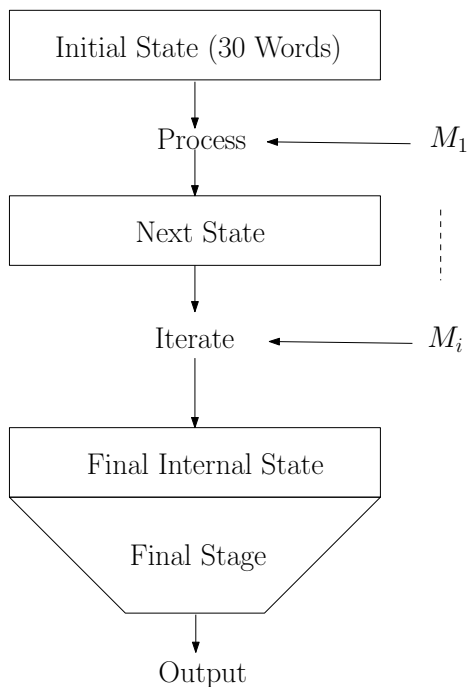 Initial State (30 Words)
Process
M₁
Next State
Iterate
Mᵢ
Final Internal State
Final Stage
Output